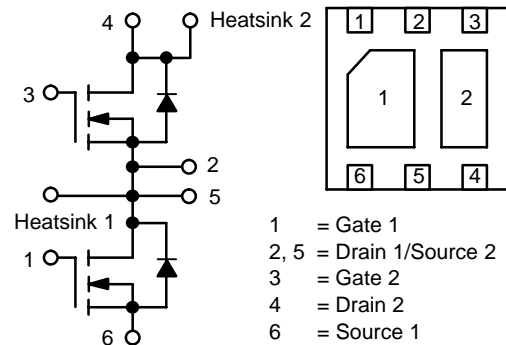 4
Heatsink 2
3
2
5
Heatsink 1
1
6
1 2 3
1 2
6 5 4
1 = Gate 1
2, 5 = Drain 1/Source 2
3 = Gate 2
4 = Drain 2
6 = Source 1